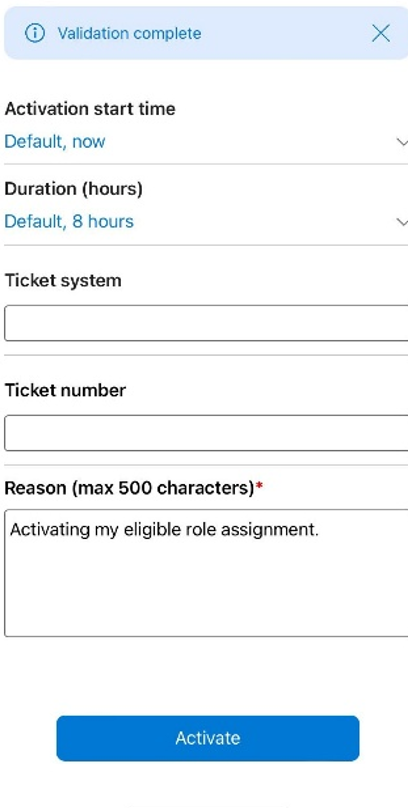 Validation complete
Activation start time
Default, now
Duration (hours)
Default, 8 hours
Ticket system
Ticket number
Reason (max 500 characters)*
Activating my eligible role assignment.
Activate